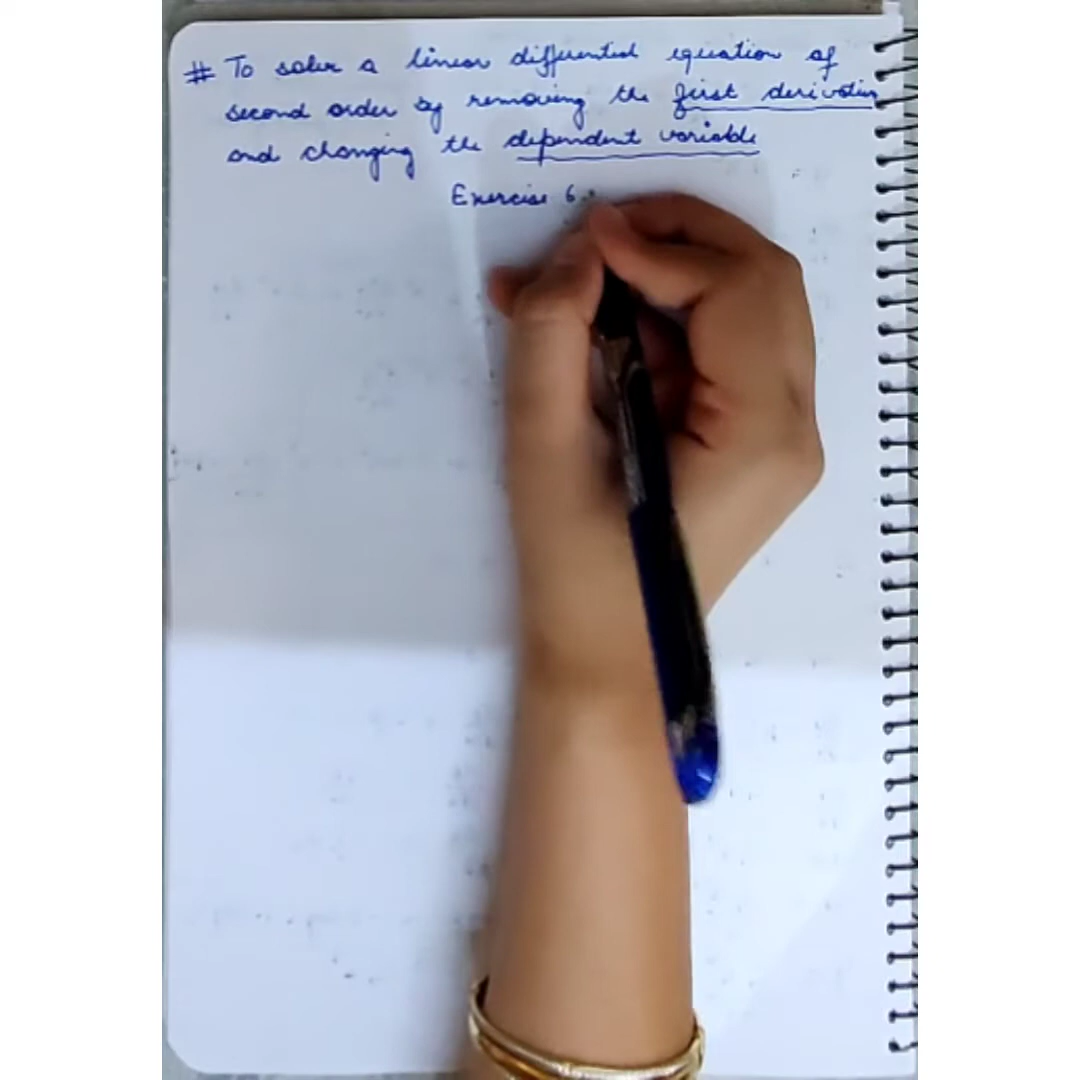 # To solve a linear differential equation of
second order by removing the first derivative
and changing the dependent variable
Exercise 6.